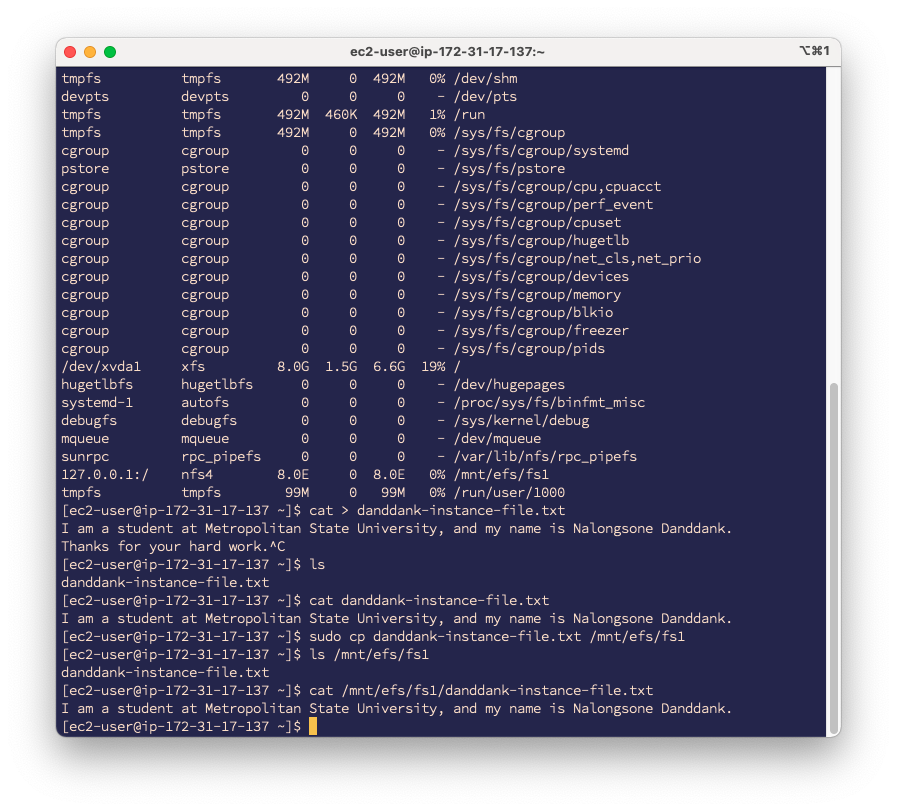 ec2-user@ip-172-31-17-137:~ ⌥⌘1
tmpfs tmpfs 492M 0 492M 0% /dev/shm
devpts devpts 0 0 0 - /dev/pts
tmpfs tmpfs 492M 460K 492M 1% /run
tmpfs tmpfs 492M 0 492M 0% /sys/fs/cgroup
cgroup cgroup 0 0 0 - /sys/fs/cgroup/systemd
pstore pstore 0 0 0 - /sys/fs/pstore
cgroup cgroup 0 0 0 - /sys/fs/cgroup/cpu,cpuacct
cgroup cgroup 0 0 0 - /sys/fs/cgroup/perf_event
cgroup cgroup 0 0 0 - /sys/fs/cgroup/cpuset
cgroup cgroup 0 0 0 - /sys/fs/cgroup/hugetlb
cgroup cgroup 0 0 0 - /sys/fs/cgroup/net_cls,net_prio
cgroup cgroup 0 0 0 - /sys/fs/cgroup/devices
cgroup cgroup 0 0 0 - /sys/fs/cgroup/memory
cgroup cgroup 0 0 0 - /sys/fs/cgroup/blkio
cgroup cgroup 0 0 0 - /sys/fs/cgroup/freezer
cgroup cgroup 0 0 0 - /sys/fs/cgroup/pids
/dev/xvda1 xfs 8.0G 1.5G 6.6G 19% /
hugetlbfs hugetlbfs 0 0 0 - /dev/hugepages
systemd-1 autofs 0 0 0 - /proc/sys/fs/binfmt_misc
debugfs debugfs 0 0 0 - /sys/kernel/debug
mqueue mqueue 0 0 0 - /dev/mqueue
sunrpc rpc_pipefs 0 0 0 - /var/lib/nfs/rpc_pipefs
127.0.0.1:/ nfs4 8.0E 0 8.0E 0% /mnt/efs/fs1
tmpfs tmpfs 99M 0 99M 0% /run/user/1000
[ec2-user@ip-172-31-17-137 ~]$ cat > danddank-instance-file.txt
I am a student at Metropolitan State University, and my name is Nalongsone Danddank.
Thanks for your hard work.^C
[ec2-user@ip-172-31-17-137 ~]$ ls
danddank-instance-file.txt
[ec2-user@ip-172-31-17-137 ~]$ cat danddank-instance-file.txt
I am a student at Metropolitan State University, and my name is Nalongsone Danddank.
[ec2-user@ip-172-31-17-137 ~]$ sudo cp danddank-instance-file.txt /mnt/efs/fs1
[ec2-user@ip-172-31-17-137 ~]$ ls /mnt/efs/fs1
danddank-instance-file.txt
[ec2-user@ip-172-31-17-137 ~]$ cat /mnt/efs/fs1/danddank-instance-file.txt
I am a student at Metropolitan State University, and my name is Nalongsone Danddank.
[ec2-user@ip-172-31-17-137 ~]$